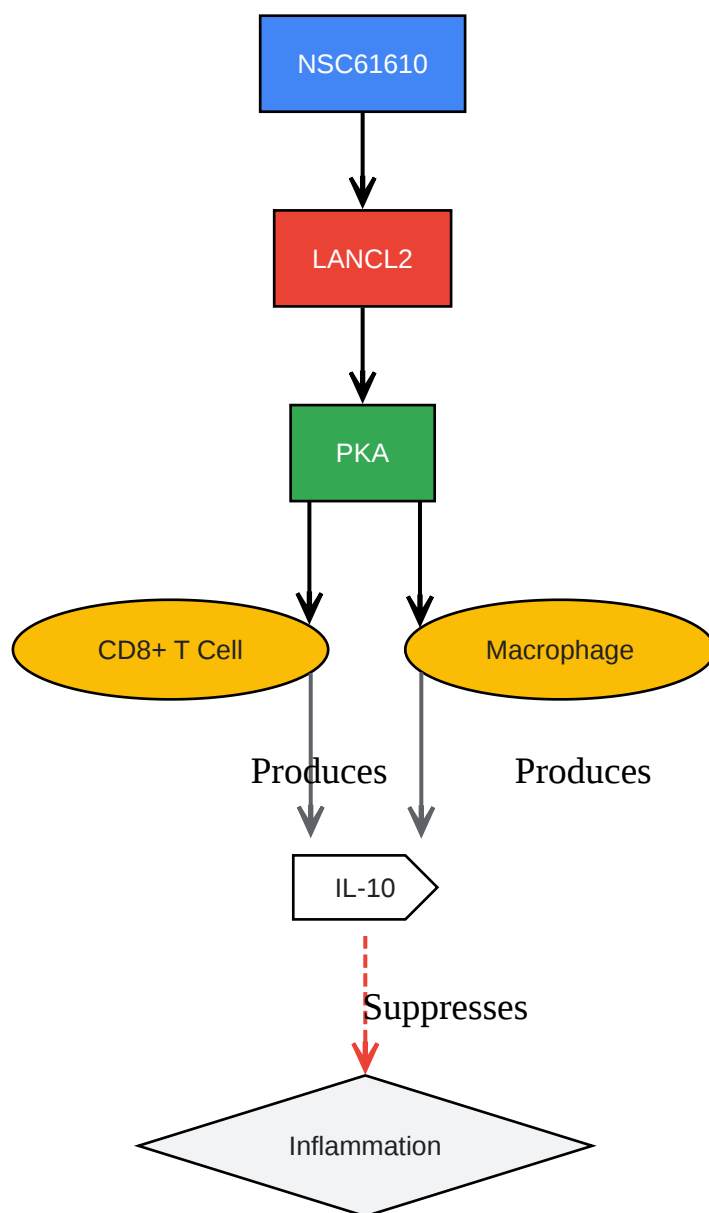 NSC61610
LANCL2
PKA
CD8+ T Cell
Macrophage
Produces
Produces
IL-10
Suppresses
Inflammation